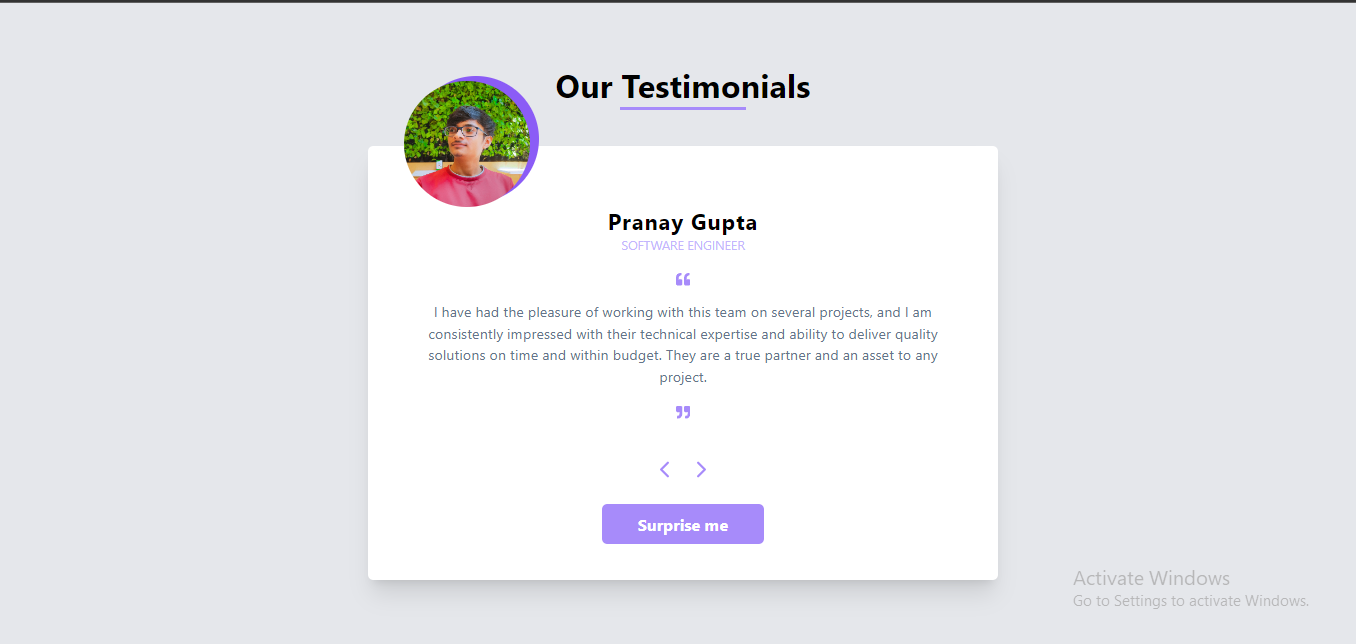 Our Testimonials
Pranay Gupta
SOFTWARE ENGINEER
“
I have had the pleasure of working with this team on several projects, and I am
consistently impressed with their technical expertise and ability to deliver quality
solutions on time and within budget. They are a true partner and an asset to any
project.
”
Surprise me
Activate Windows
Go to Settings to activate Windows.